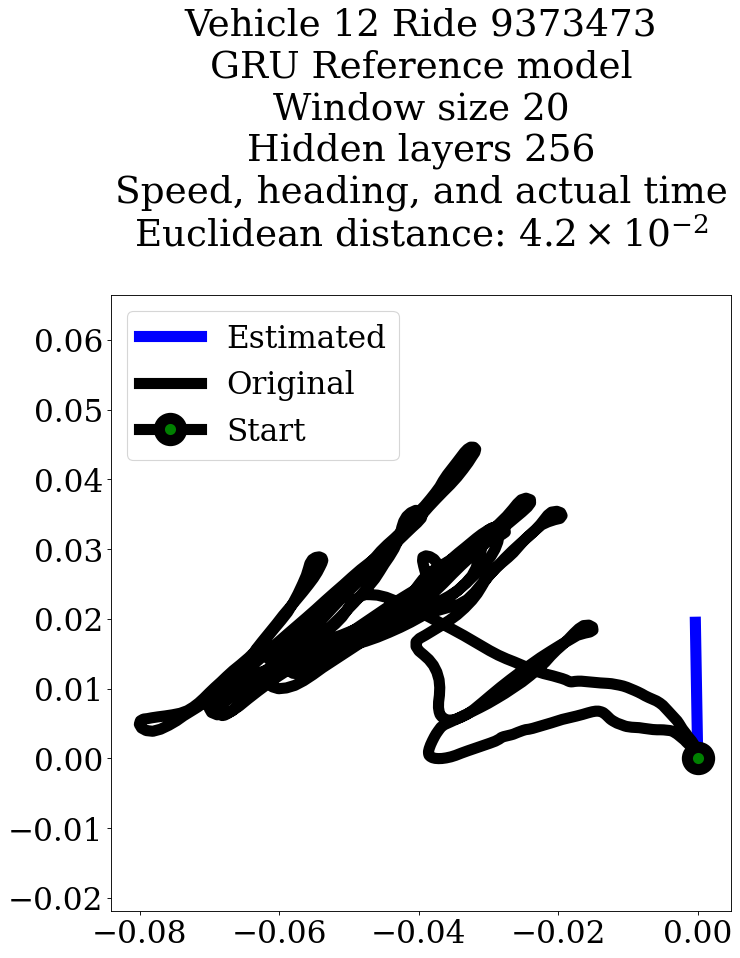 Vehicle 12 Ride 9373473
GRU Reference model
Window size 20
Hidden layers 256
Speed, heading, and actual time
Euclidean distance: 4.2 × 10⁻²
Estimated
Original
Start
0.06
0.05
0.04
0.03
0.02
0.01
0.00
−0.01
−0.02
−0.08 −0.06 −0.04 −0.02 0.00